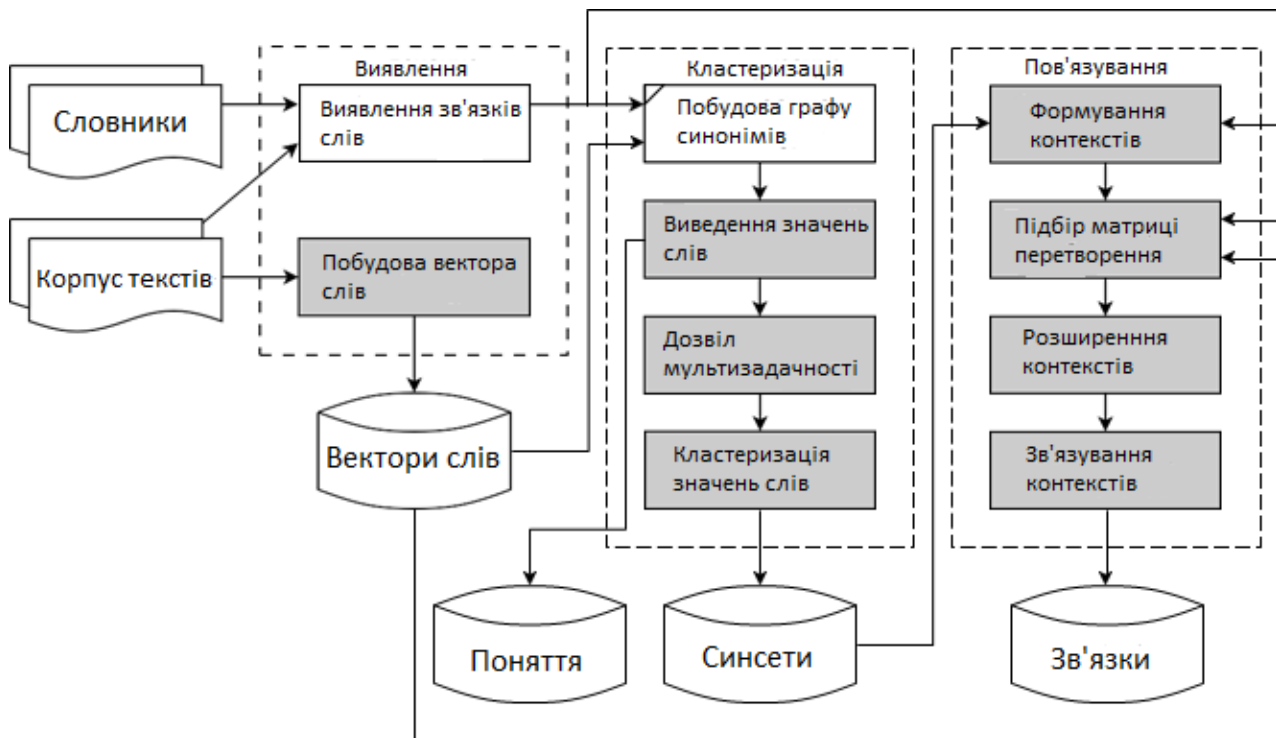 Виявлення
Виявлення зв'язків
слів
Словники
Корпус текстів
Побудова вектора
слів
Вектори слів
Кластеризація
Побудова графу
синонімів
Виведення значень
слів
Дозвіл
мультизадачності
Кластеризація
значень слів
Поняття
Синсети
Пов'язування
Формування
контекстів
Підбір матриці
перетворення
Розширенння
контекстів
Зв'язування
контекстів
Зв'язки